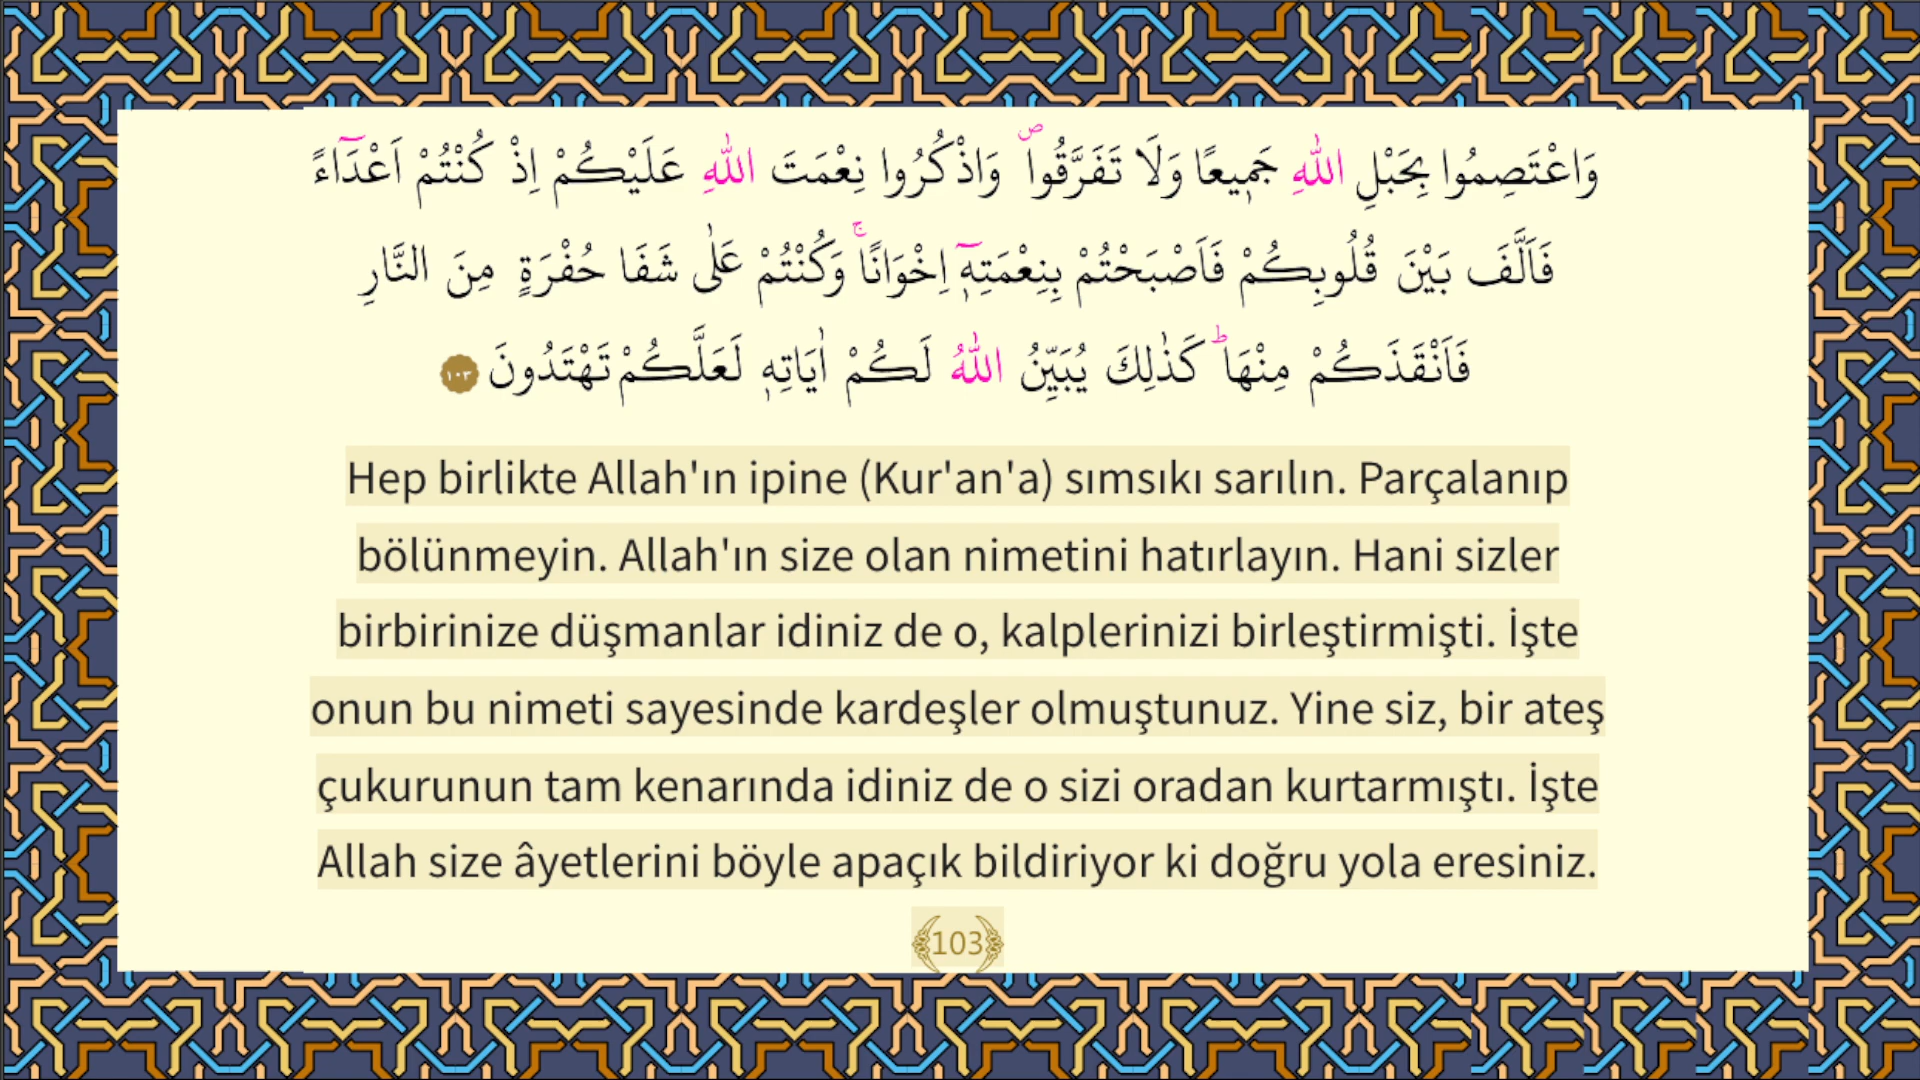 وَاعْتَصِمُوا بِحَبْلِ اللّٰهِ جَمٖيعًا وَلَا تَفَرَّقُواࣕ وَاذْكُرُوا نِعْمَتَ اللّٰهِ عَلَيْكُمْ اِذْ كُنْتُمْ اَعْدَٓاءً
فَاَلَّفَ بَيْنَ قُلُوبِكُمْ فَاَصْبَحْتُمْ بِنِعْمَتِهٖٓ اِخْوَانًاۚ وَكُنْتُمْ عَلٰى شَفَا حُفْرَةٍ مِنَ النَّارِ
فَاَنْقَذَكُمْ مِنْهَاؕ كَذٰلِكَ يُبَيِّنُ اللّٰهُ لَكُمْ اٰيَاتِهٖ لَعَلَّكُمْ تَهْتَدُونَ ١٠٣
Hep birlikte Allah'ın ipine (Kur'an'a) sımsıkı sarılın. Parçalanıp
bölünmeyin. Allah'ın size olan nimetini hatırlayın. Hani sizler
birbirinize düşmanlar idiniz de o, kalplerinizi birleştirmişti. İşte
onun bu nimeti sayesinde kardeşler olmuştunuz. Yine siz, bir ateş
çukurunun tam kenarında idiniz de o sizi oradan kurtarmıştı. İşte
Allah size âyetlerini böyle apaçık bildiriyor ki doğru yola eresiniz.
﴾103﴿